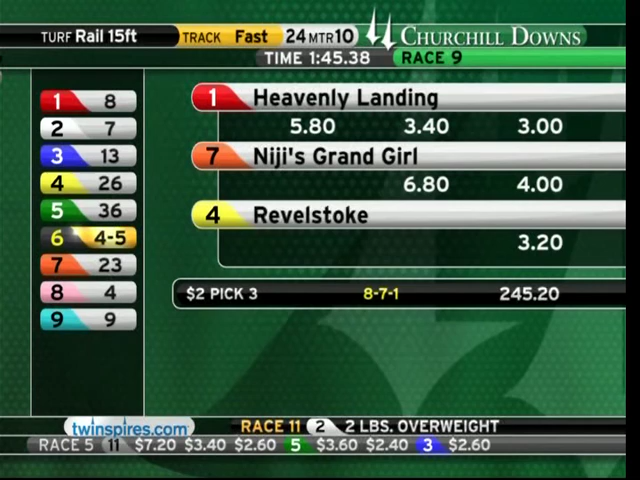 TURF Rail 15ft TRACK Fast 24 MTR 10 CHURCHILL DOWNS
TIME 1:45.38 RACE 9
1 8
2 7
3 13
4 26
5 36
6 4-5
7 23
8 4
9 9
1 Heavenly Landing
5.80 3.40 3.00
7 Niji's Grand Girl
6.80 4.00
4 Revelstoke
3.20
$2 PICK 3 8-7-1 245.20
twinspires.com RACE 11 2 2 LBS. OVERWEIGHT
RACE 5 11 $7.20 $3.40 $2.60 5 $3.60 $2.40 3 $2.60